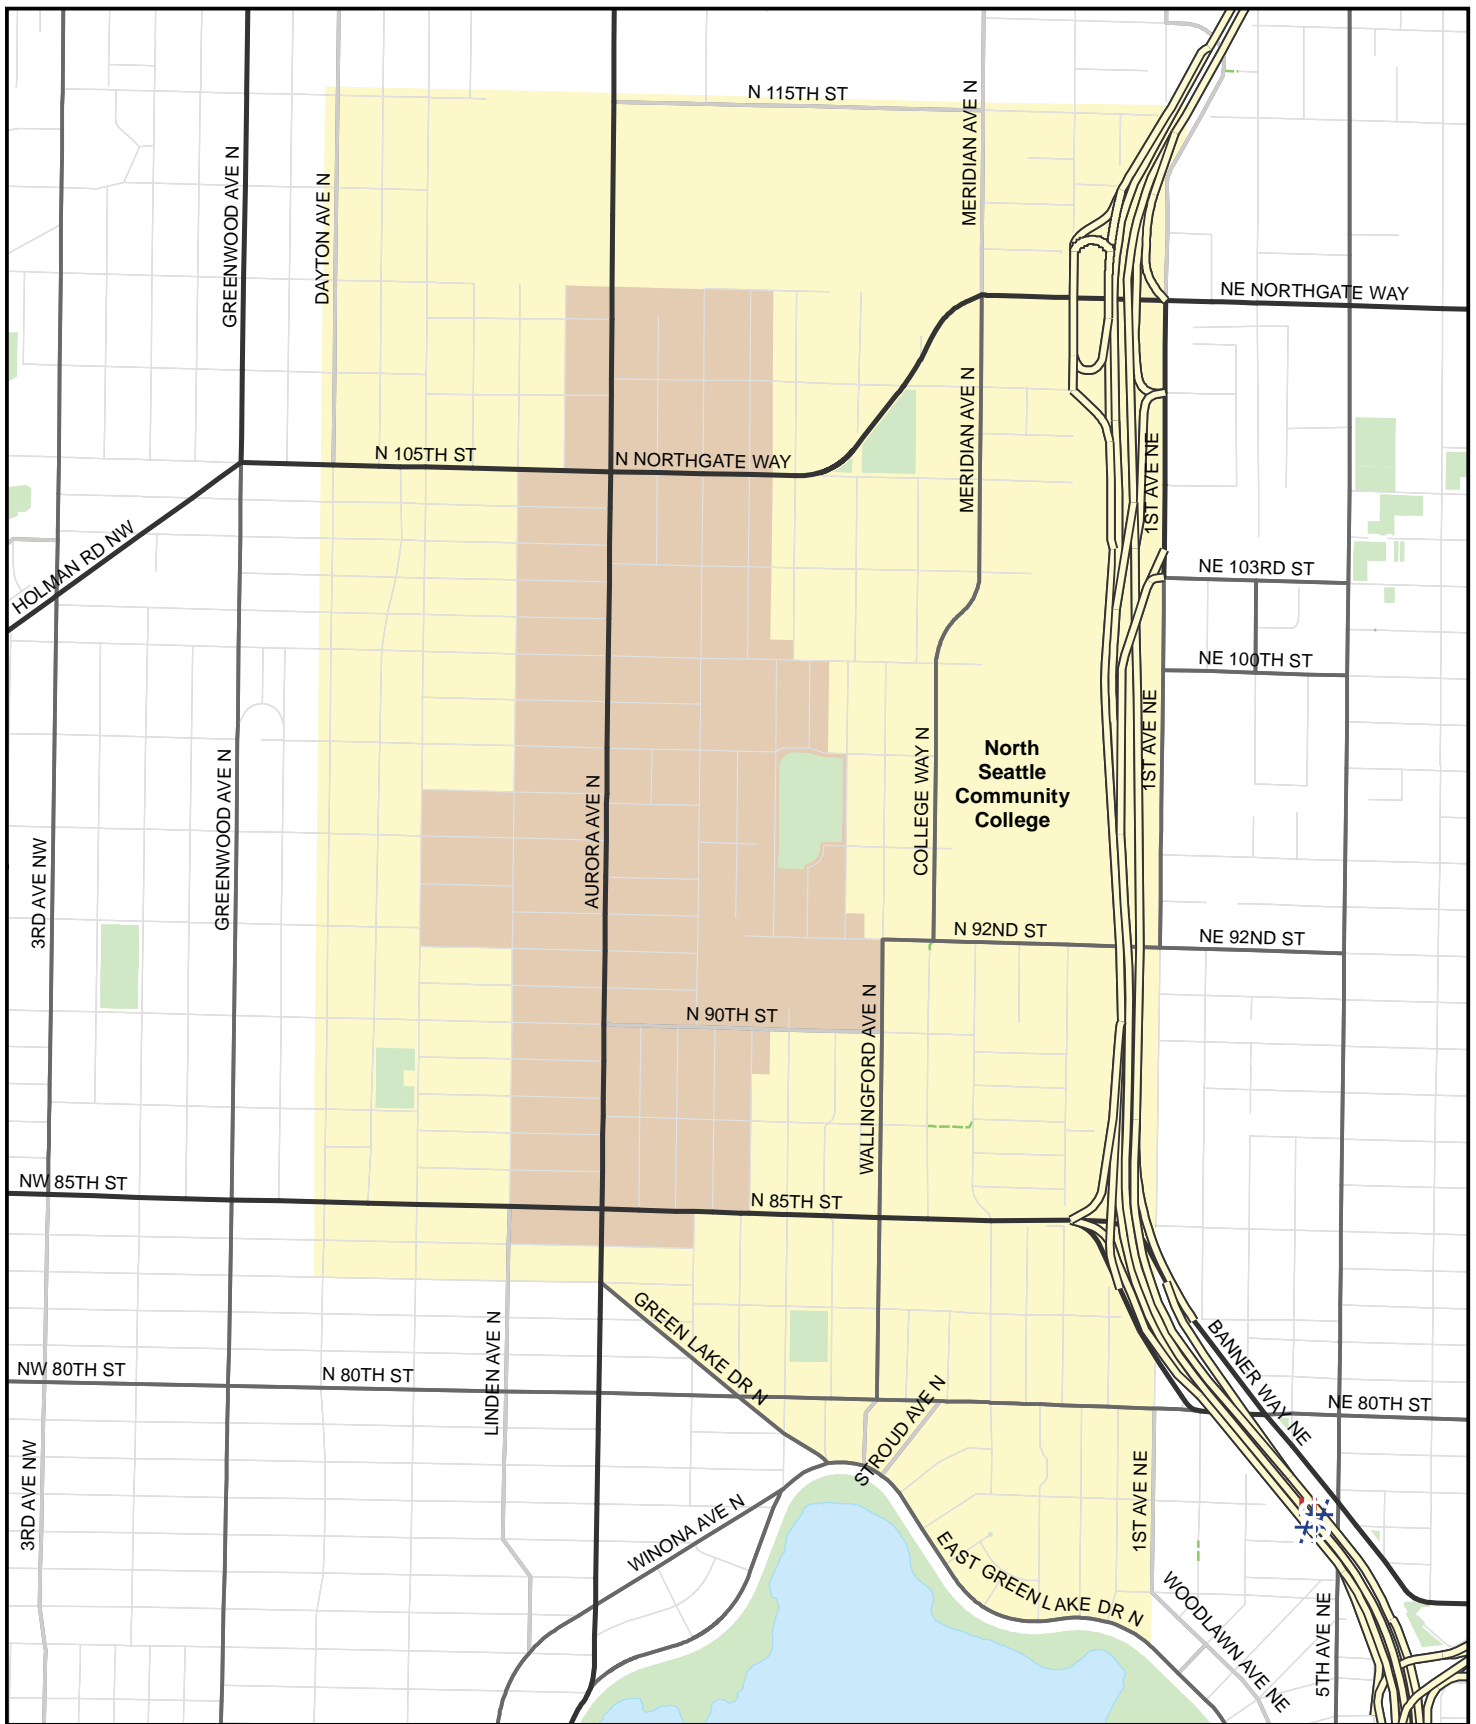 N 115TH ST
MERIDIAN AVE N
GREENWOOD AVE N
DAYTON AVE N
NE NORTHGATE WAY
MERIDIAN AVE N
1ST AVE NE
N 105TH ST
N NORTHGATE WAY
HOLMAN RD NW
NE 103RD ST
NE 100TH ST
1ST AVE NE
COLLEGE WAY N
North
Seattle
Community
College
GREENWOOD AVE N
AURORA AVE N
3RD AVE NW
N 92ND ST
NE 92ND ST
N 90TH ST
WALLINGFORD AVE N
NW 85TH ST
N 85TH ST
GREEN LAKE DR N
LINDEN AVE N
BANNER WAY NE
NW 80TH ST
N 80TH ST
NE 80TH ST
STROUD AVE N
3RD AVE NW
1ST AVE NE
WINONA AVE N
EAST GREEN LAKE DR N
WOODLAWN AVE NE
5TH AVE NE